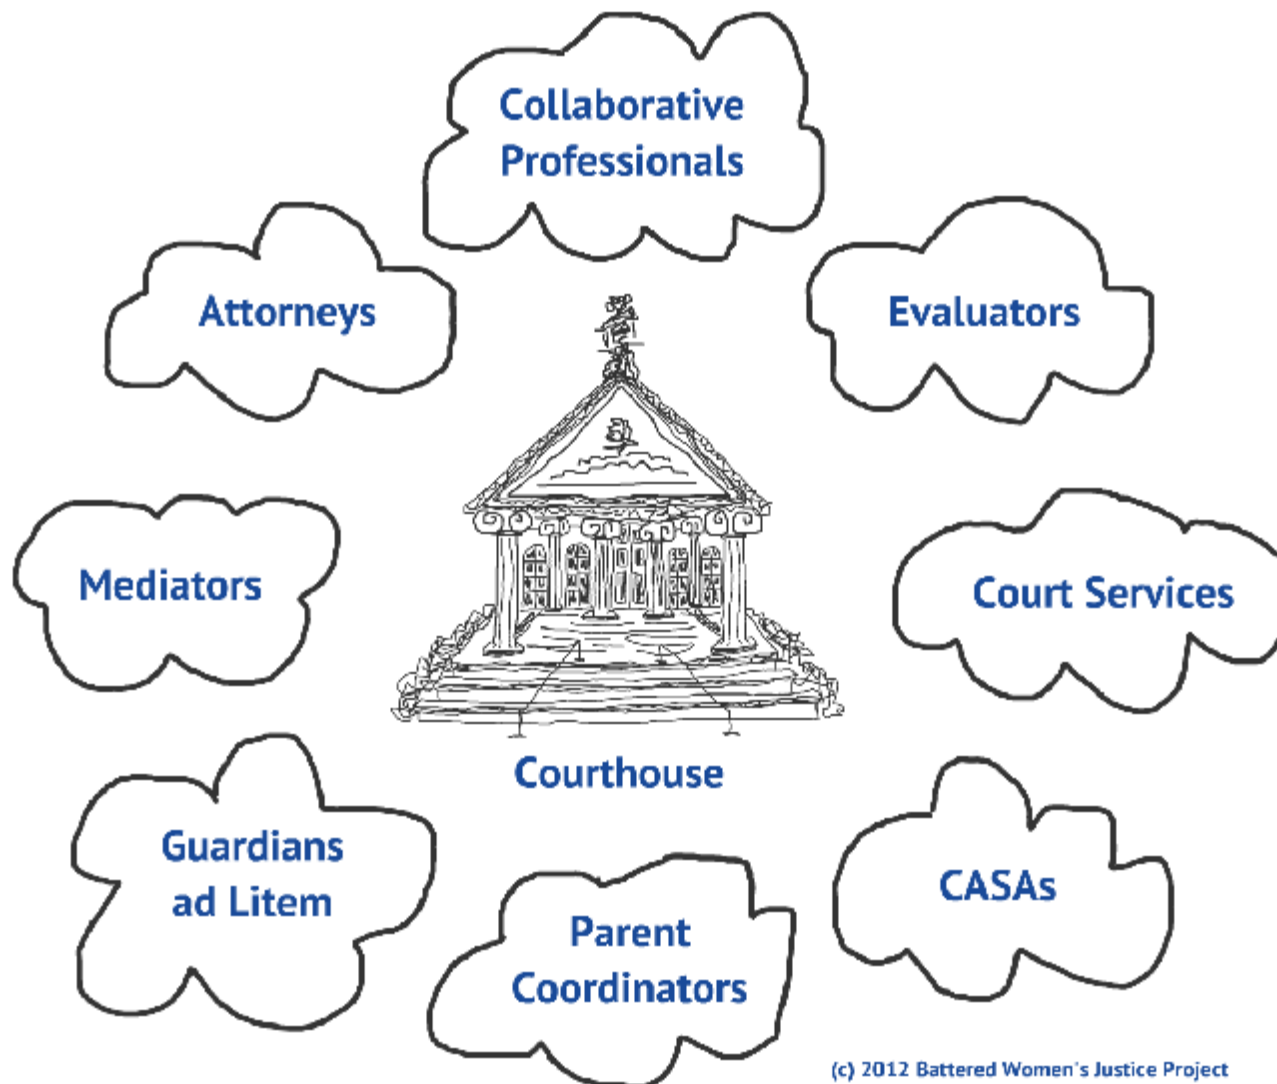 Collaborative
Professionals
Attorneys
Evaluators
Mediators
Court Services
Courthouse
Guardians
ad Litem
CASAs
Parent
Coordinators
(c) 2012 Battered Women's Justice Project